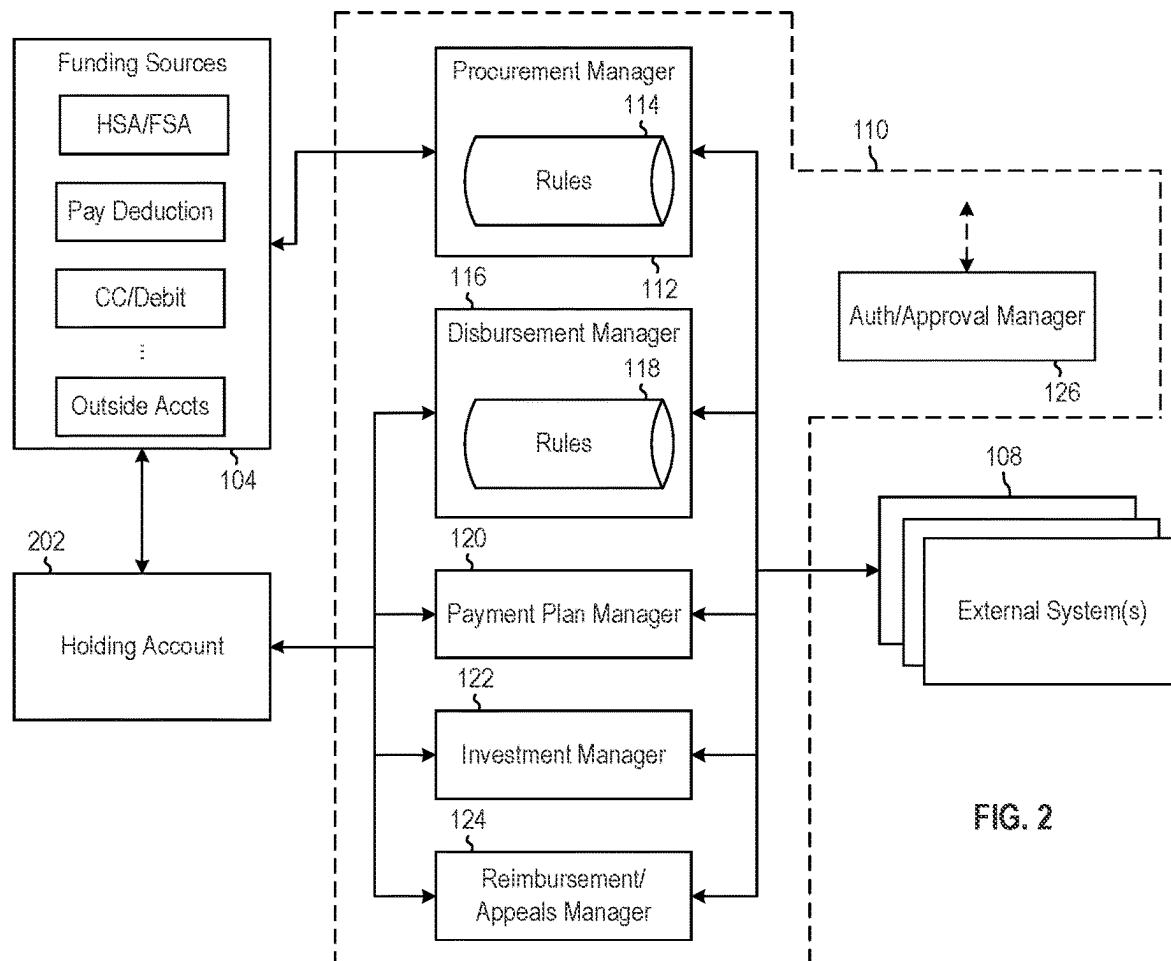 Funding Sources
HSA/FSA
Pay Deduction
CC/Debit
...
Outside Accts
104
202
Holding Account
Procurement Manager
114
Rules
112
116
Disbursement Manager
118
Rules
120
Payment Plan Manager
122
Investment Manager
124
Reimbursement/
Appeals Manager
110
Auth/Approval Manager
126
108
External System(s)
FIG. 2